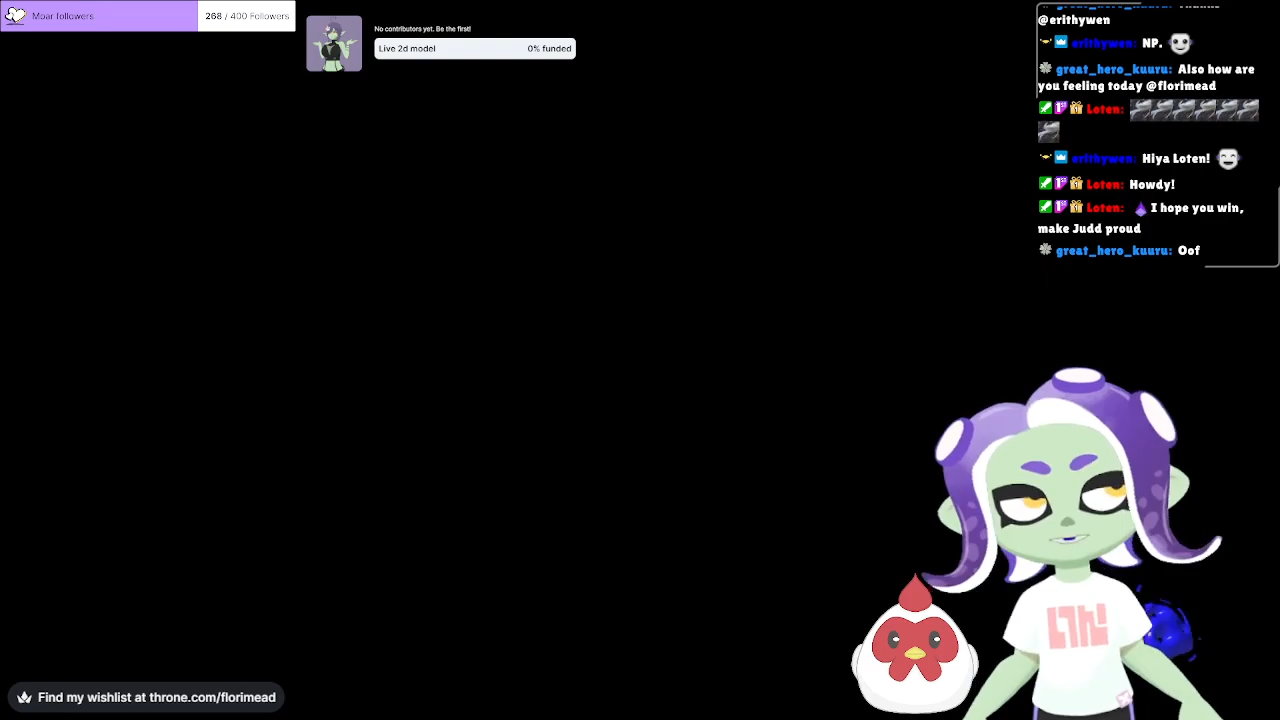 Moar followers
268 / 400 Followers
No contributors yet. Be the first!
Live 2d model
0% funded
@erithywen
erithywen: NP.
great_hero_kuuru: Also how are
you feeling today @florimead
Loten:
erithywen: Hiya Loten!
Loten: Howdy!
Loten: I hope you win,
make Judd proud
great_hero_kuuru: Oof
Find my wishlist at throne.com/florimead